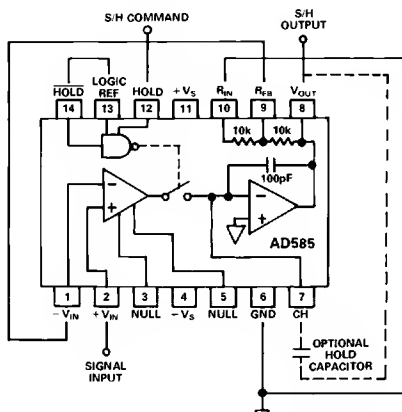 S/H COMMAND
S/H
OUTPUT
HOLD
LOGIC
REF
HOLD
+VS
RIN
RFB
VOUT
14
13
12
11
10
9
8
10k
10k
100pF
−
+
−
+
AD585
1
2
3
4
5
6
7
−VIN
+VIN
NULL
−VS
NULL
GND
CH
SIGNAL
INPUT
OPTIONAL
HOLD
CAPACITOR